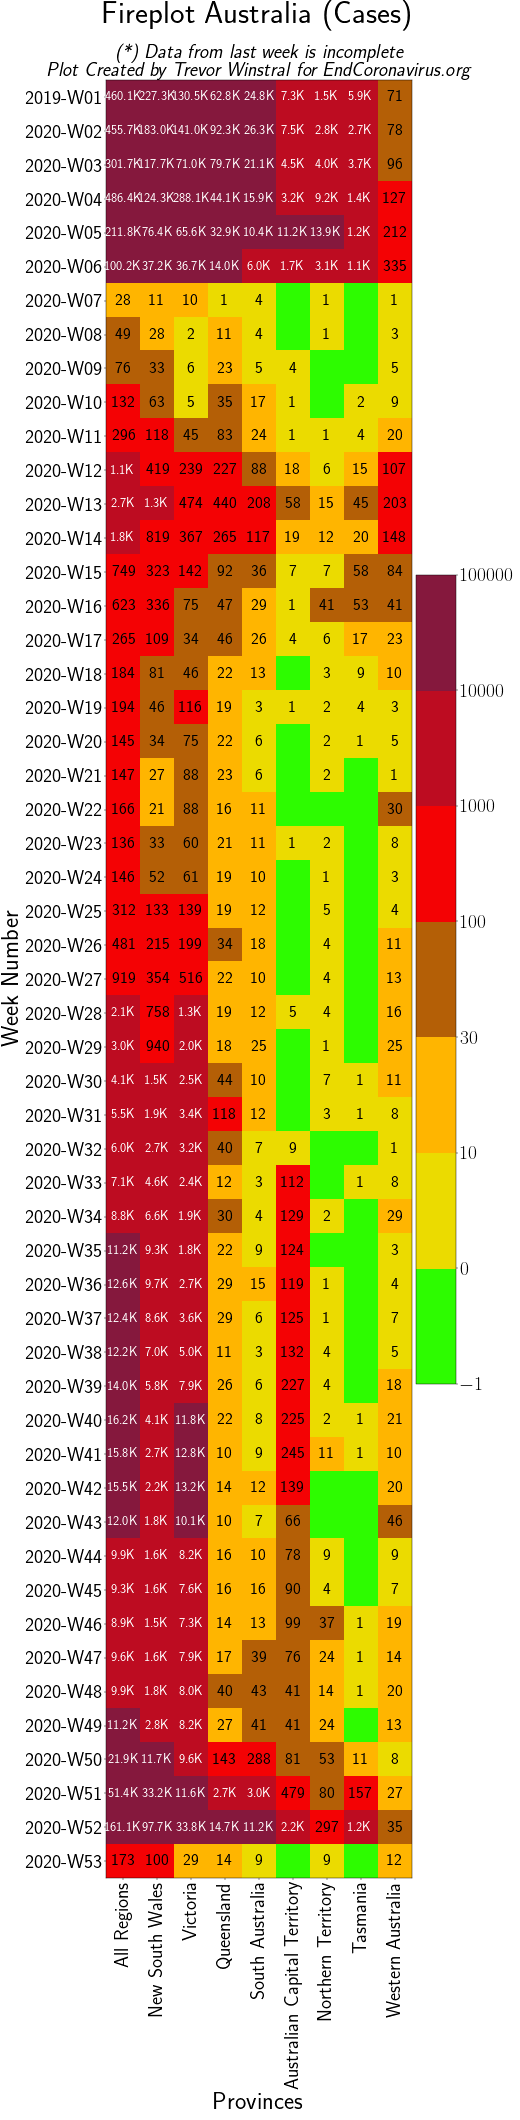 Fireplot Australia (Cases)
(*) Data from last week is incomplete
Plot Created by Trevor Winstral for EndCoronavirus.org
2019-W01 460.1K 227.3K 130.5K 62.8K 24.8K 7.3K 1.5K 5.9K 71
2020-W02 455.7K 183.0K 141.0K 92.3K 26.3K 7.5K 2.8K 2.7K 78
2020-W03 301.7K 117.7K 71.0K 79.7K 21.1K 4.5K 4.0K 3.7K 96
2020-W04 486.4K 124.3K 288.1K 44.1K 15.9K 3.2K 9.2K 1.4K 127
2020-W05 211.8K 76.4K 65.6K 32.9K 10.4K 11.2K 13.9K 1.2K 212
2020-W06 100.2K 37.2K 36.7K 14.0K 6.0K 1.7K 3.1K 1.1K 335
2020-W07 28 11 10 1 4 1 1
2020-W08 49 28 2 11 4 1 3
2020-W09 76 33 6 23 5 4 5
2020-W10 132 63 5 35 17 1 2 9
2020-W11 296 118 45 83 24 1 1 4 20
2020-W12 1.1K 419 239 227 88 18 6 15 107
2020-W13 2.7K 1.3K 474 440 208 58 15 45 203
2020-W14 1.8K 819 367 265 117 19 12 20 148
2020-W15 749 323 142 92 36 7 7 58 84
2020-W16 623 336 75 47 29 1 41 53 41
2020-W17 265 109 34 46 26 4 6 17 23
2020-W18 184 81 46 22 13 3 9 10
2020-W19 194 46 116 19 3 1 2 4 3
2020-W20 145 34 75 22 6 2 1 5
2020-W21 147 27 88 23 6 2 1
2020-W22 166 21 88 16 11 30
2020-W23 136 33 60 21 11 1 2 8
2020-W24 146 52 61 19 10 1 3
2020-W25 312 133 139 19 12 5 4
2020-W26 481 215 199 34 18 4 11
2020-W27 919 354 516 22 10 4 13
2020-W28 2.1K 758 1.3K 19 12 5 4 16
2020-W29 3.0K 940 2.0K 18 25 1 25
2020-W30 4.1K 1.5K 2.5K 44 10 7 1 11
2020-W31 5.5K 1.9K 3.4K 118 12 3 1 8
2020-W32 6.0K 2.7K 3.2K 40 7 9 1
2020-W33 7.1K 4.6K 2.4K 12 3 112 1 8
2020-W34 8.8K 6.6K 1.9K 30 4 129 2 29
2020-W35 11.2K 9.3K 1.8K 22 9 124 3
2020-W36 12.6K 9.7K 2.7K 29 15 119 1 4
2020-W37 12.4K 8.6K 3.6K 29 6 125 1 7
2020-W38 12.2K 7.0K 5.0K 11 3 132 4 5
2020-W39 14.0K 5.8K 7.9K 26 6 227 4 18
2020-W40 16.2K 4.1K 11.8K 22 8 225 2 1 21
2020-W41 15.8K 2.7K 12.8K 10 9 245 11 1 10
2020-W42 15.5K 2.2K 13.2K 14 12 139 20
2020-W43 12.0K 1.8K 10.1K 10 7 66 46
2020-W44 9.9K 1.6K 8.2K 16 10 78 9 9
2020-W45 9.3K 1.6K 7.6K 16 16 90 4 7
2020-W46 8.9K 1.5K 7.3K 14 13 99 37 1 19
2020-W47 9.6K 1.6K 7.9K 17 39 76 24 1 14
2020-W48 9.9K 1.8K 8.0K 40 43 41 14 1 20
2020-W49 11.2K 2.8K 8.2K 27 41 41 24 13
2020-W50 21.9K 11.7K 9.6K 143 288 81 53 11 8
2020-W51 51.4K 33.2K 11.6K 2.7K 3.0K 479 80 157 27
2020-W52 161.1K 97.7K 33.8K 14.7K 11.2K 2.2K 297 1.2K 35
2020-W53 173 100 29 14 9 9 12
Week Number
100000
10000
1000
100
30
10
0
−1
All Regions
New South Wales
Victoria
Queensland
South Australia
Australian Capital Territory
Northern Territory
Tasmania
Western Australia
Provinces